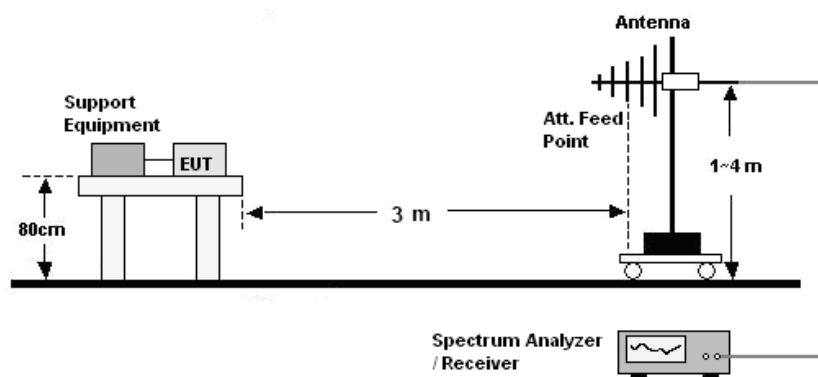 Antenna
Support
Equipment
EUT
Att. Feed
Point
1~4 m
80cm
3 m
Spectrum Analyzer
/ Receiver